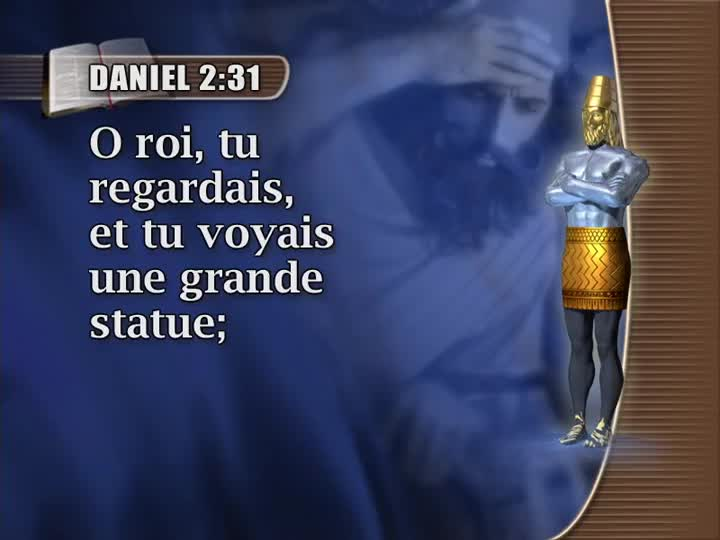 DANIEL 2:31
O roi, tu
regardais,
et tu voyais
une grande
statue;